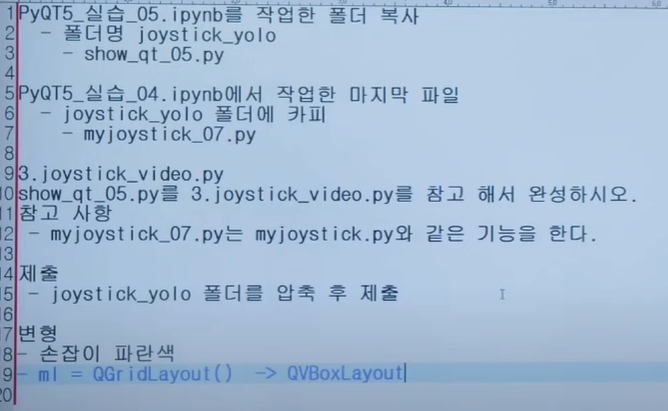 1 PyQT5_실습_05.ipynb를 작업한 폴더 복사
2 - 폴더명 joystick_yolo
3 - show_qt_05.py
4
5 PyQT5_실습_04.ipynb에서 작업한 마지막 파일
6 - joystick_yolo 폴더에 카피
7 - myjoystick_07.py
8
9 3.joystick_video.py
10 show_qt_05.py를 3.joystick_video.py를 참고 해서 완성하시오.
11 참고 사항
12 - myjoystick_07.py는 myjoystick.py와 같은 기능을 한다.
13
14 제출
15 - joystick_yolo 폴더를 압축 후 제출
16
17 변형
18 - 손잡이 파란색
19 - ml = QGridLayout() -> QVBoxLayout
20